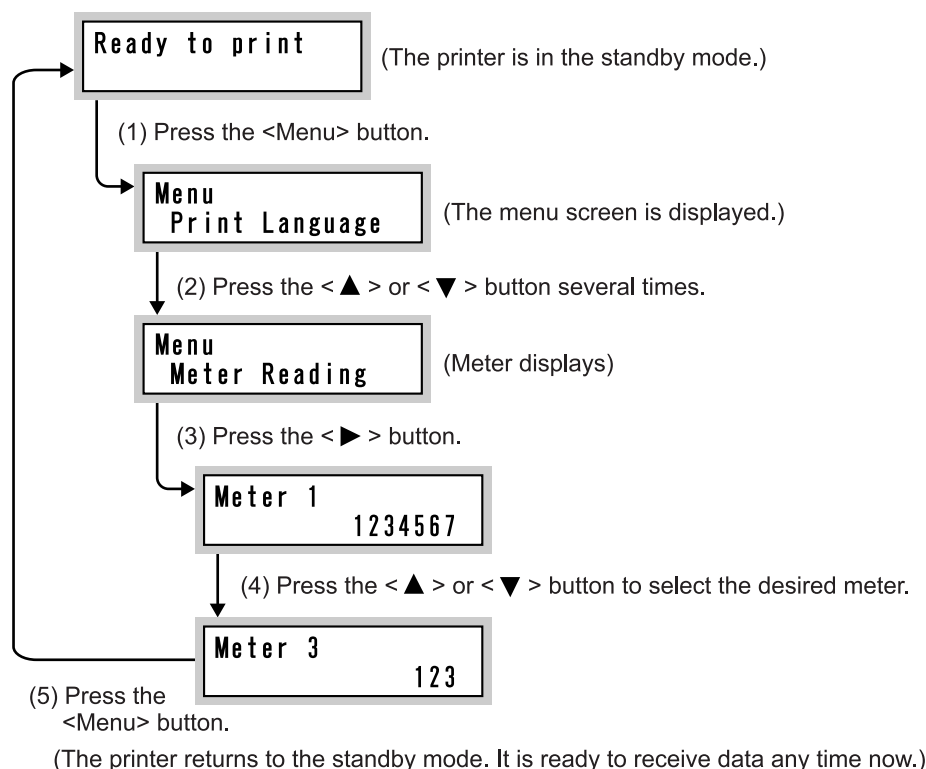 Ready to print
(The printer is in the standby mode.)
(1) Press the <Menu> button.
Menu
Print Language
(The menu screen is displayed.)
(2) Press the < ▲ > or < ▼ > button several times.
Menu
Meter Reading
(Meter displays)
(3) Press the < ▶ > button.
Meter 1
1234567
(4) Press the < ▲ > or < ▼ > button to select the desired meter.
Meter 3
123
(5) Press the
<Menu> button.
(The printer returns to the standby mode. It is ready to receive data any time now.)